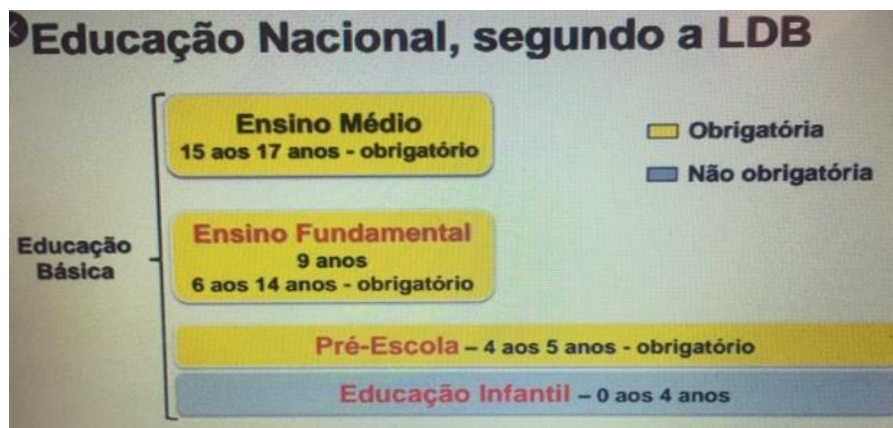 Educação Nacional, segundo a LDB
Ensino Médio
15 aos 17 anos - obrigatório
Obrigatória
Não obrigatória
Educação
Básica
Ensino Fundamental
9 anos
6 aos 14 anos - obrigatório
Pré-Escola – 4 aos 5 anos - obrigatório
Educação Infantil – 0 aos 4 anos